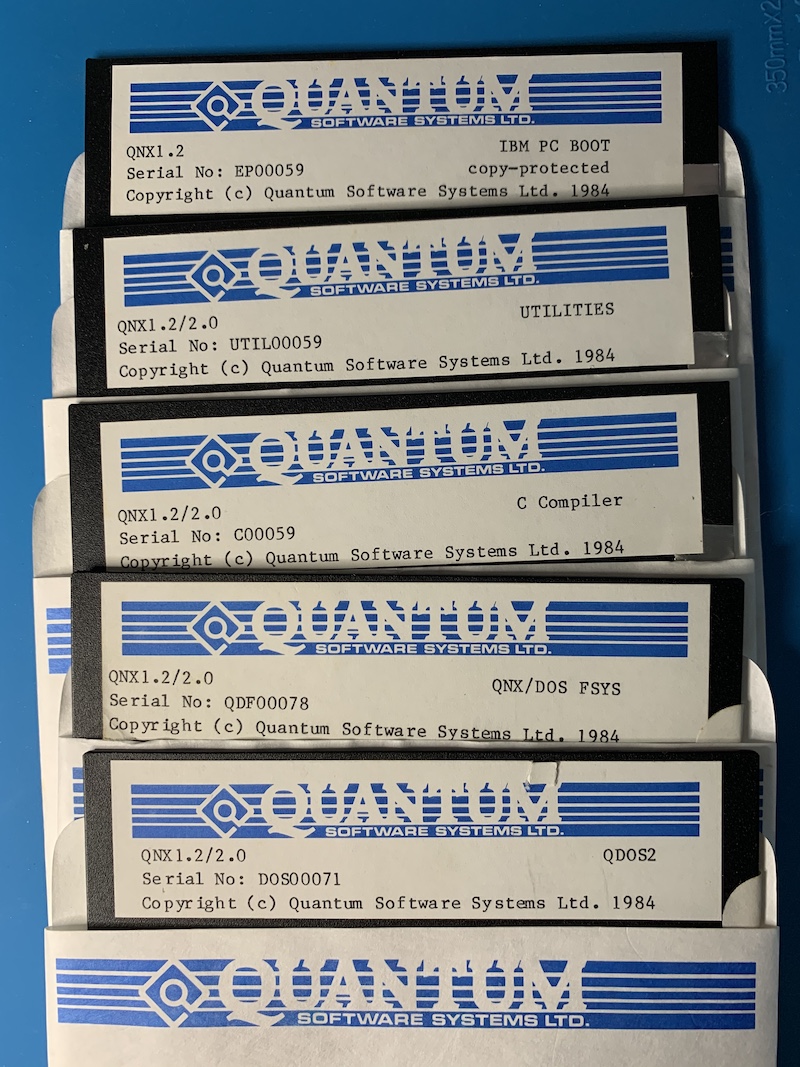 350mmX2
QUANTUM
SOFTWARE SYSTEMS LTD.
QNX1.2 IBM PC BOOT
Serial No: EP00059 copy-protected
Copyright (c) Quantum Software Systems Ltd. 1984
QUANTUM
SOFTWARE SYSTEMS LTD.
UTILITIES
QNX1.2/2.0
Serial No: UTIL00059
Copyright (c) Quantum Software Systems Ltd. 1984
QUANTUM
SOFTWARE SYSTEMS LTD.
C Compiler
QNX1.2/2.0
Serial No: C00059
Copyright (c) Quantum Software Systems Ltd. 1984
QUANTUM
SOFTWARE SYSTEMS LTD.
QNX1.2/2.0 QNX/DOS FSYS
Serial No: QDF00078
Copyright (c) Quantum Software Systems Ltd. 1984
QUANTUM
SOFTWARE SYSTEMS LTD.
QNX1.2/2.0 QDOS2
Serial No: DOS00071
Copyright (c) Quantum Software Systems Ltd. 1984
QUANTUM
SOFTWARE SYSTEMS LTD.